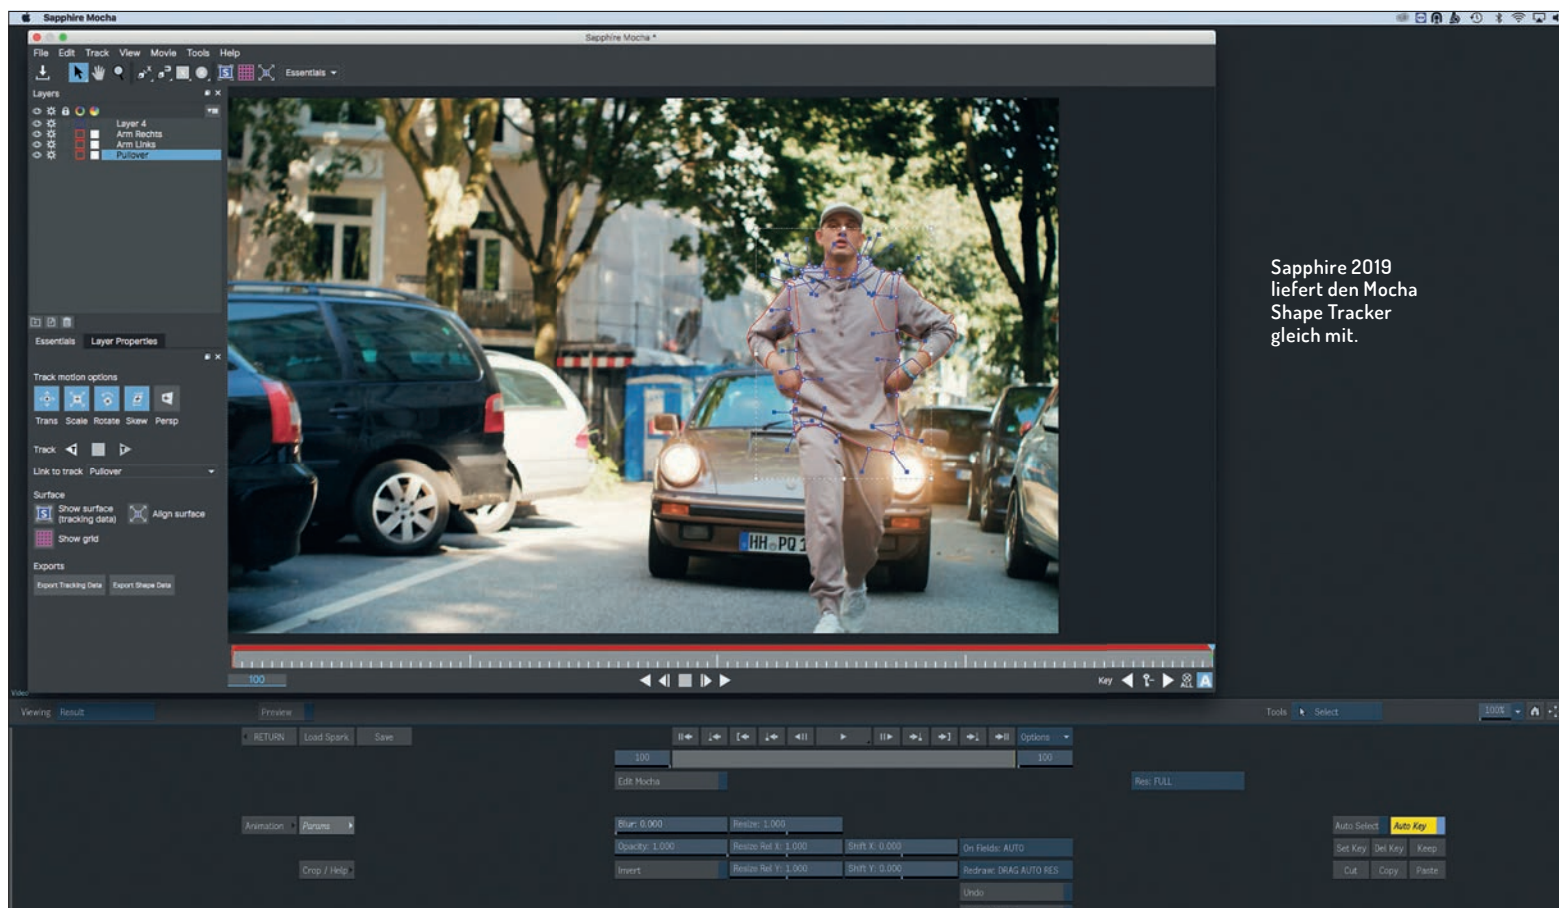 Sapphire Mocha
Sapphire Mocha *
File Edit Track View Movie Tools Help
Essentials
Layers
Layer 4
Arm Rechts
Arm Links
Pullover
Essentials Layer Properties
Track motion options
Trans Scale Rotate Skew Persp
Track
Link to track Pullover
Surface
Show surface
(tracking data)
Align surface
Show grid
Exports
Export Tracking Data Export Shape Data
HH PQ 1
100
Key
ALL
A
Sapphire 2019
liefert den Mocha
Shape Tracker
gleich mit.
Video
Viewing Result Preview Tools Select 100%
RETURN Load Spark Save Options
100 100
Edit Mocha Res: FULL
Animation Params Blur: 0.000 Resize: 1.000 Auto Select Auto Key
Opacity: 1.000 Resize Rel X: 1.000 Shift X: 0.000 On Fields: AUTO Set Key Del Key Keep
Crop / Help Invert Resize Rel Y: 1.000 Shift Y: 0.000 Redraw: DRAG AUTO RES Cut Copy Paste
Undo